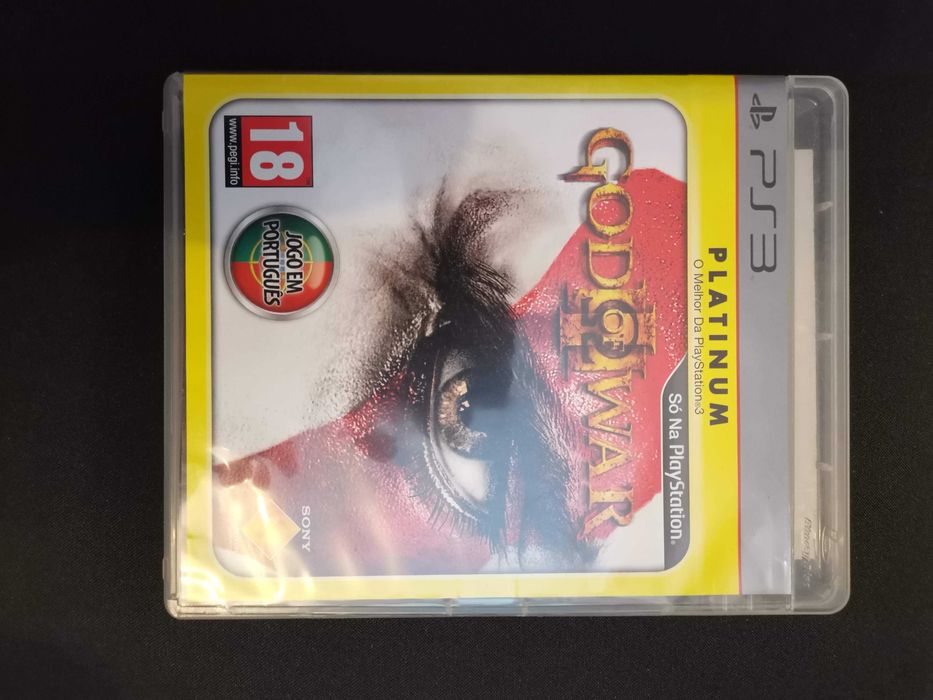 PS3
PLATINUM
O Melhor Da PlayStation®3
Só Na PlayStation®
GOD OF WAR
III
18
www.pegi.info
JOGO EM
PORTUGUÊS
SONY